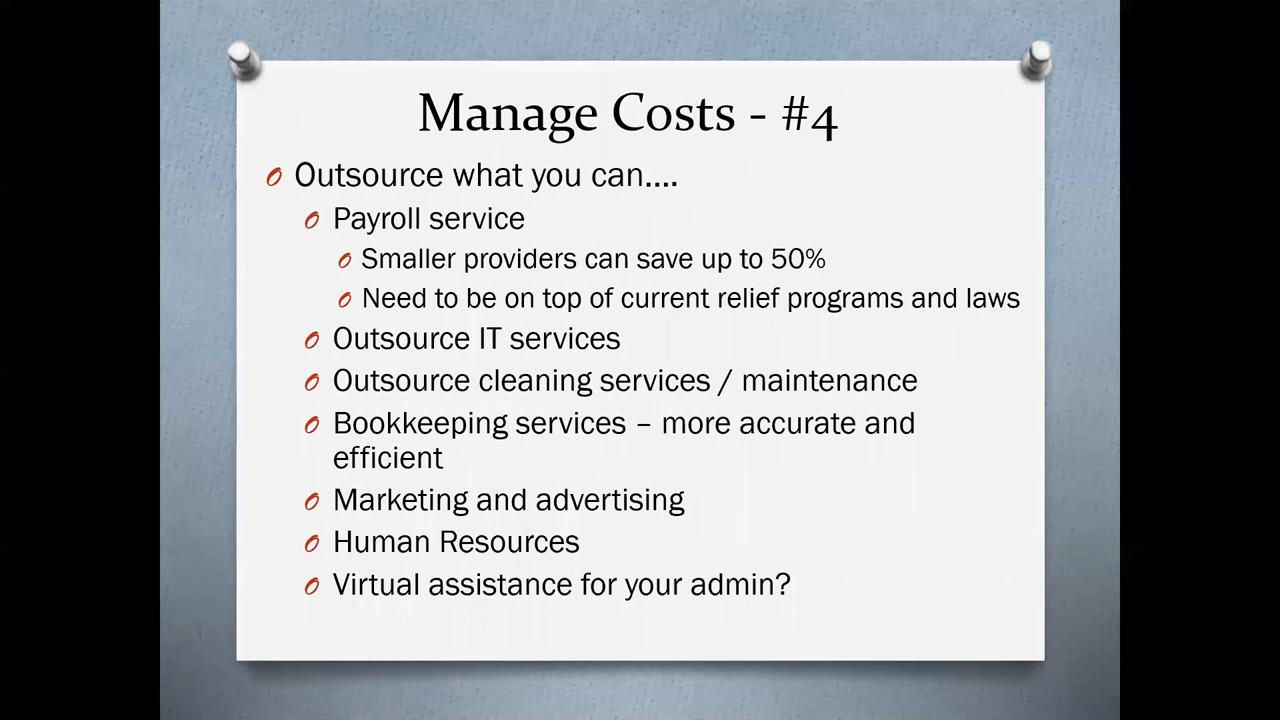 Manage Costs - #4
Outsource what you can....
Payroll service
Smaller providers can save up to 50%
Need to be on top of current relief programs and laws
Outsource IT services
Outsource cleaning services / maintenance
Bookkeeping services – more accurate and
efficient
Marketing and advertising
Human Resources
Virtual assistance for your admin?